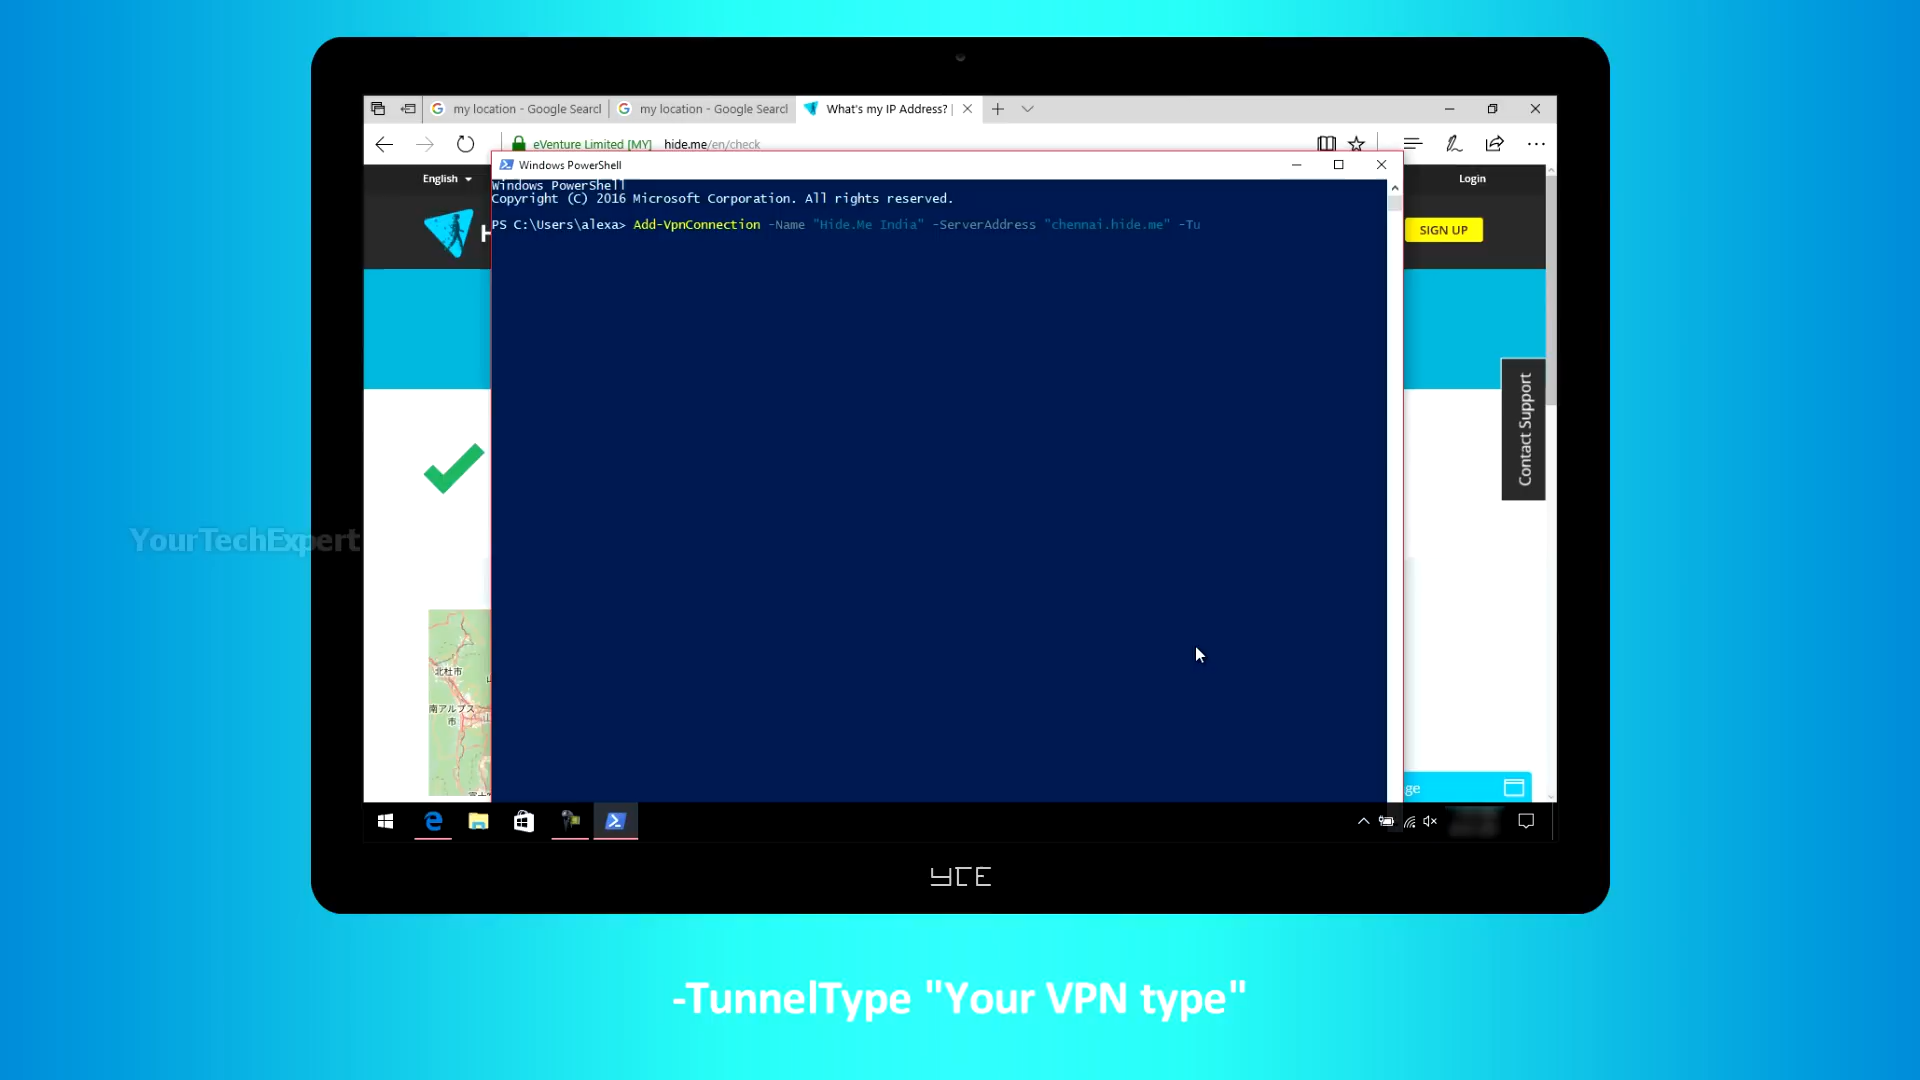 my location - Google Searcl
my location - Google Searcl
What's my IP Address? |
eVenture Limited [MY]
hide.me/en/check
Windows PowerShell
English
H
Login
SIGN UP
Windows PowerShell
Copyright (C) 2016 Microsoft Corporation. All rights reserved.
PS C:\Users\alexa> Add-VpnConnection -Name "Hide.Me India" -ServerAddress "chennai.hide.me" -Tu
Contact Support
YourTechExpert
北杜市
南アルプス
市
ge
YTE
-TunnelType "Your VPN type"